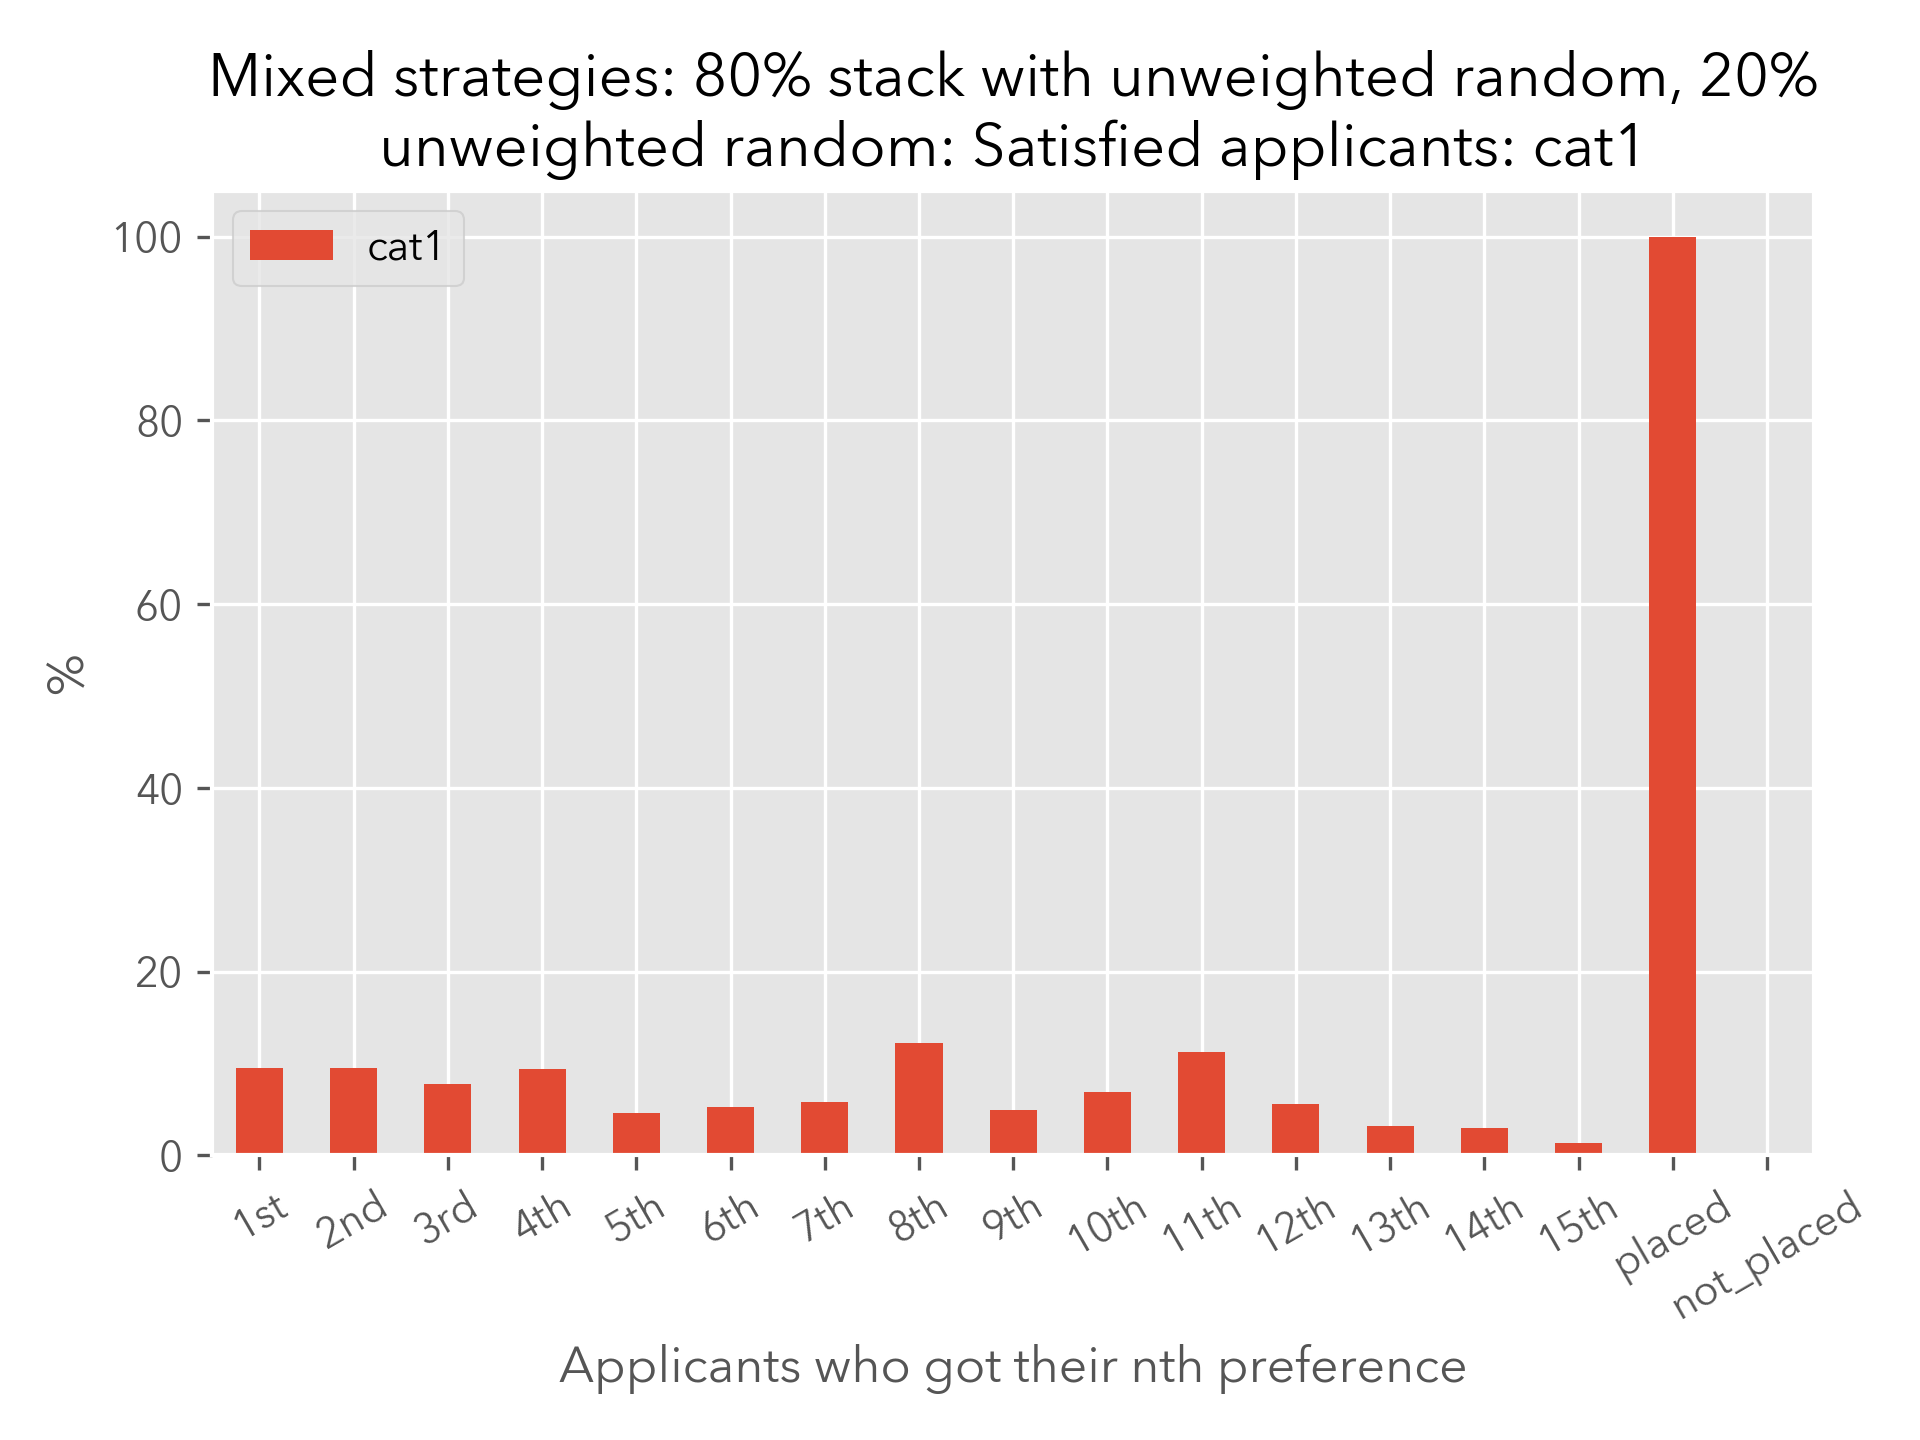 Mixed strategies: 80% stack with unweighted random, 20%
unweighted random: Satisfied applicants: cat1
cat1
100
80
60
40
20
0
%
1st
2nd
3rd
4th
5th
6th
7th
8th
9th
10th
11th
12th
13th
14th
15th
placed
not_placed
Applicants who got their nth preference